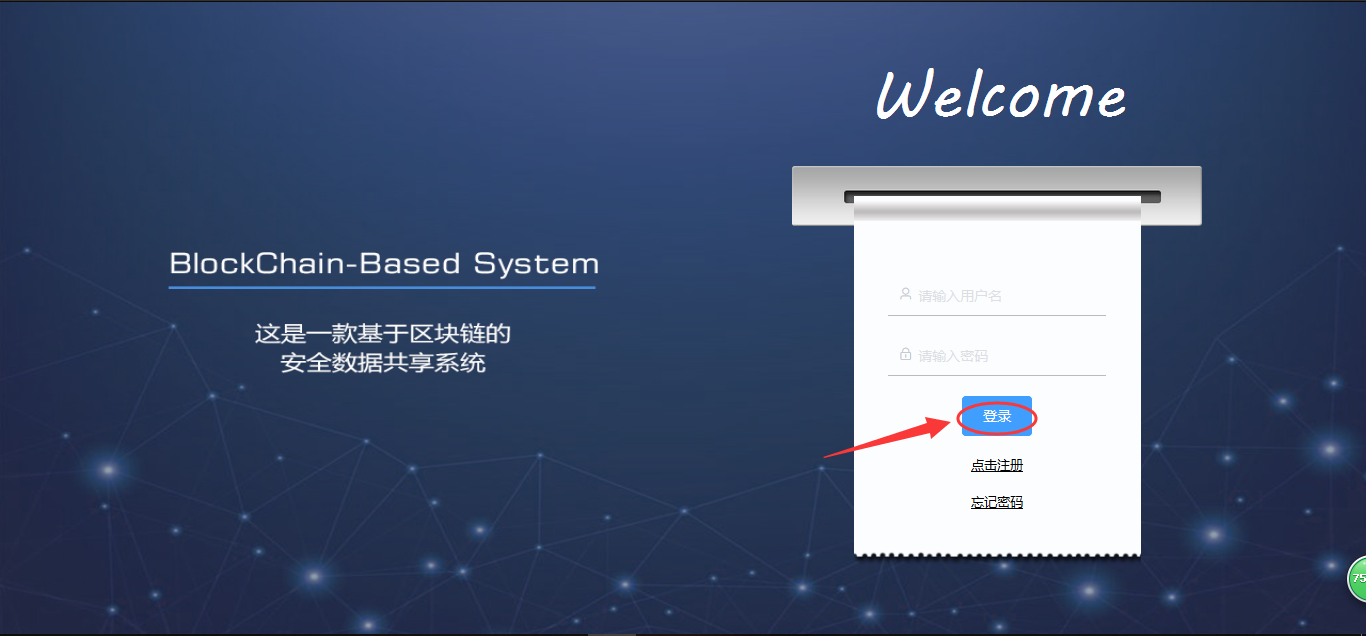 Welcome
BlockChain-Based System
这是一款基于区块链的
安全数据共享系统
请输入用户名
请输入密码
登录
点击注册
忘记密码
75